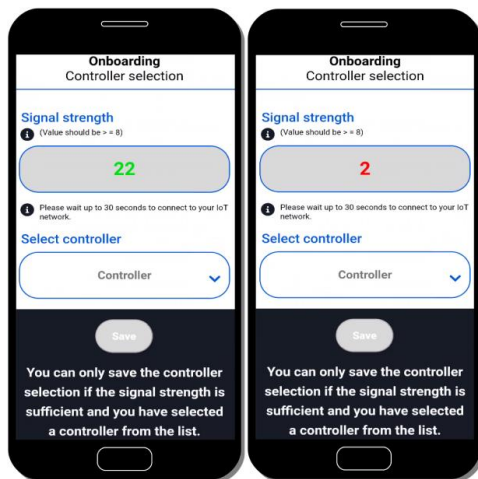 Onboarding
Controller selection
Signal strength
i (Value should be > = 8)
22
i Please wait up to 30 seconds to connect to your IoT
network.
Select controller
Controller
Save
You can only save the controller
selection if the signal strength is
sufficient and you have selected
a controller from the list.
Onboarding
Controller selection
Signal strength
i (Value should be > = 8)
2
i Please wait up to 30 seconds to connect to your IoT
network.
Select controller
Controller
Save
You can only save the controller
selection if the signal strength is
sufficient and you have selected
a controller from the list.